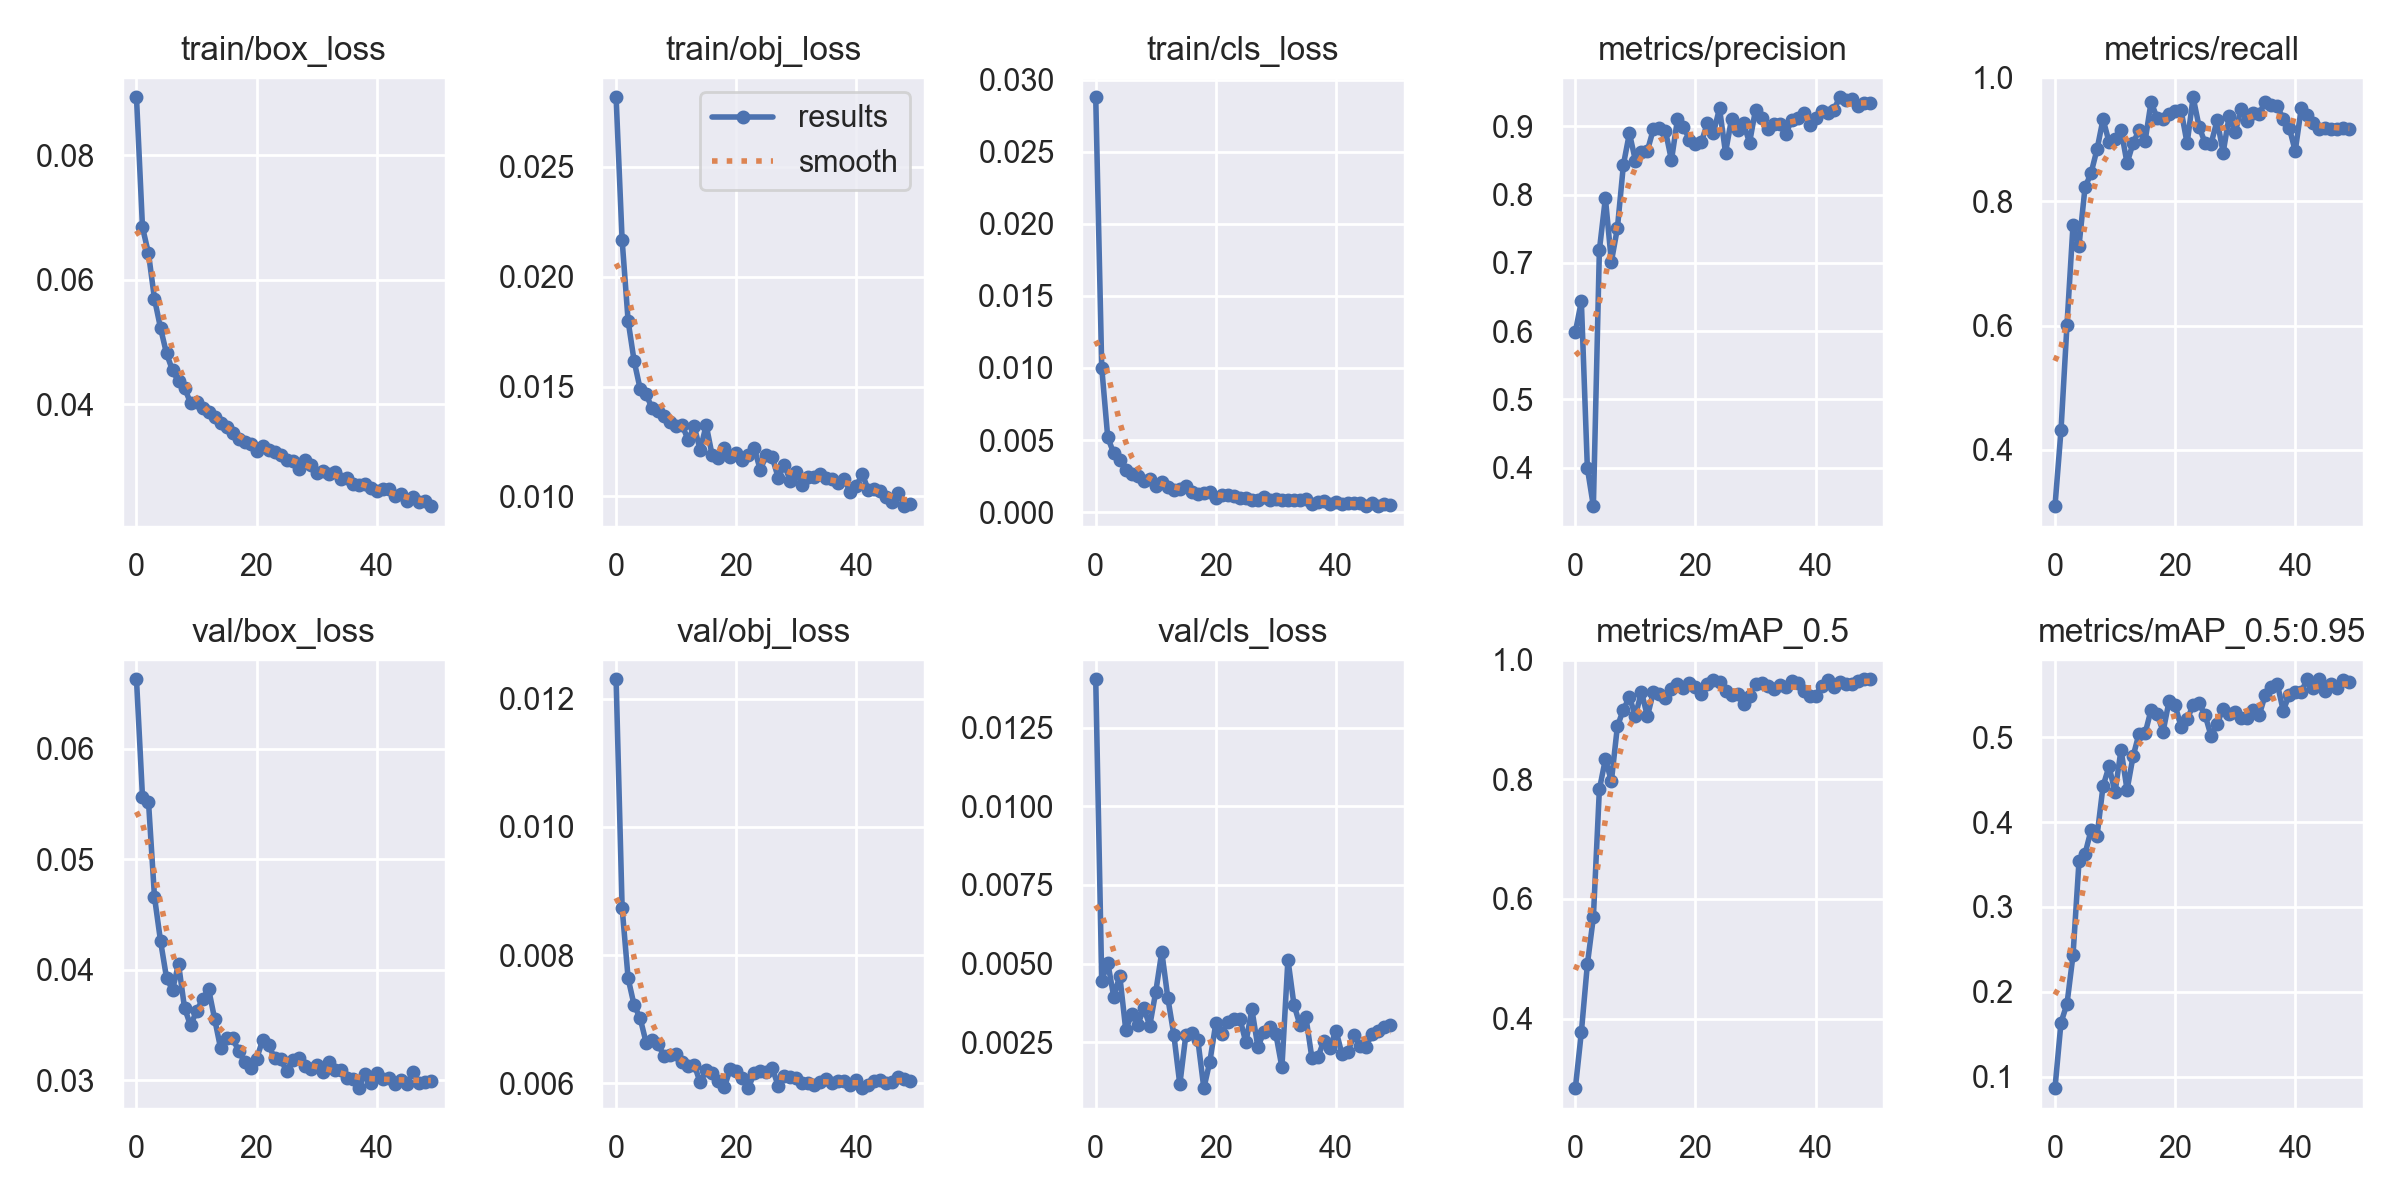 train/box_loss
0.08
0.06
0.04
0 20 40
train/obj_loss
results
smooth
0.025
0.020
0.015
0.010
0 20 40
train/cls_loss
0.030
0.025
0.020
0.015
0.010
0.005
0.000
0 20 40
metrics/precision
0.9
0.8
0.7
0.6
0.5
0.4
0 20 40
metrics/recall
1.0
0.8
0.6
0.4
0 20 40
val/box_loss
0.06
0.05
0.04
0.03
0 20 40
val/obj_loss
0.012
0.010
0.008
0.006
0 20 40
val/cls_loss
0.0125
0.0100
0.0075
0.0050
0.0025
0 20 40
metrics/mAP_0.5
1.0
0.8
0.6
0.4
0 20 40
metrics/mAP_0.5:0.95
0.5
0.4
0.3
0.2
0.1
0 20 40